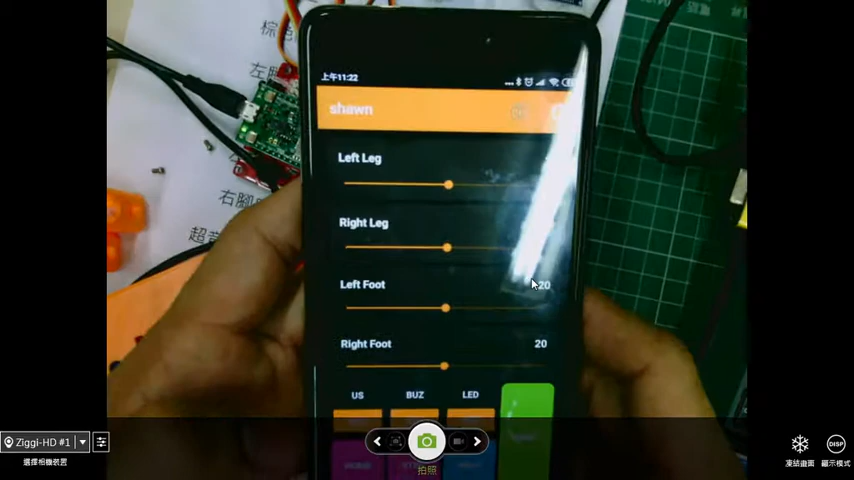 棕色
左腳
右腳
超音
上午11:22
shawn
Left Leg
Right Leg
Left Foot
20
Right Foot
20
US
BUZ
LED
Ziggi-HD #1
選擇相機裝置
拍照
凍結畫面
DISP
顯示模式